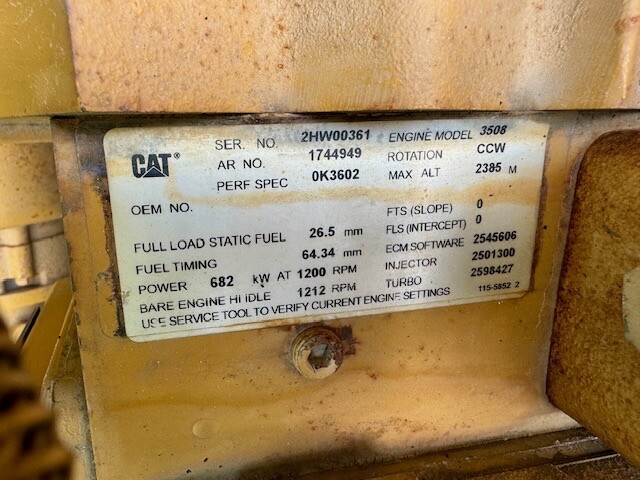 CAT®
SER. NO. 2HW00361 ENGINE MODEL 3508
AR NO. 1744949 ROTATION CCW
PERF SPEC 0K3602 MAX ALT 2385 M
OEM NO.
FULL LOAD STATIC FUEL 26.5 mm FTS (SLOPE) 0
FUEL TIMING 64.34 mm FLS (INTERCEPT) 0
POWER 682 kW AT 1200 RPM ECM SOFTWARE 2545606
BARE ENGINE HI IDLE 1212 RPM INJECTOR 2501300
TURBO 2598427
USE SERVICE TOOL TO VERIFY CURRENT ENGINE SETTINGS 115-5852 2